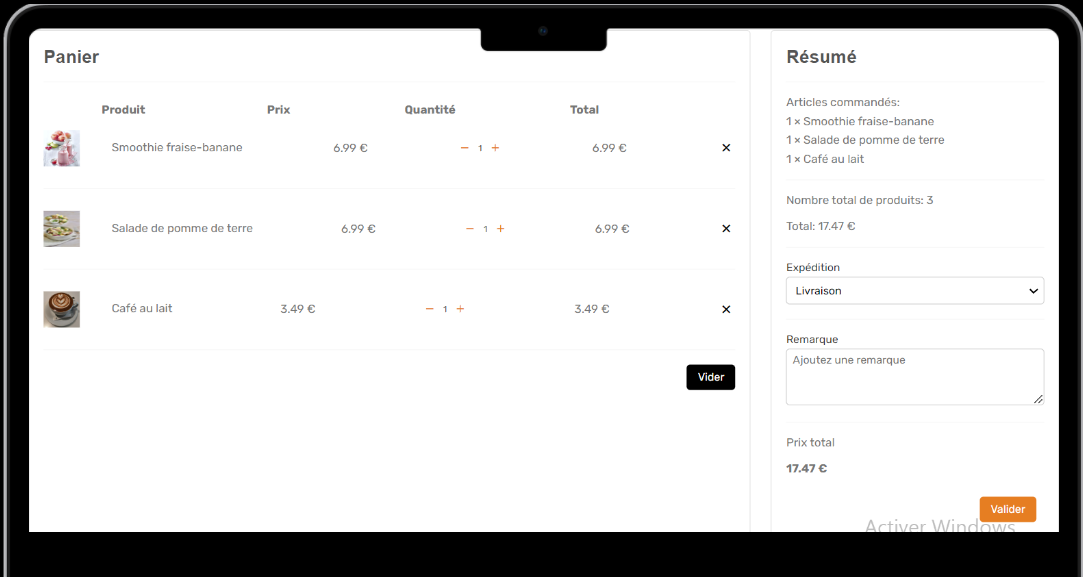 Panier
Produit Prix Quantité Total
Smoothie fraise-banane 6.99 € − 1 + 6.99 € ×
Salade de pomme de terre 6.99 € − 1 + 6.99 € ×
Café au lait 3.49 € − 1 + 3.49 € ×
Vider
Résumé
Articles commandés:
1 × Smoothie fraise-banane
1 × Salade de pomme de terre
1 × Café au lait
Nombre total de produits: 3
Total: 17.47 €
Expédition
Livraison
Remarque
Ajoutez une remarque
Prix total
17.47 €
Valider
Activer Windows